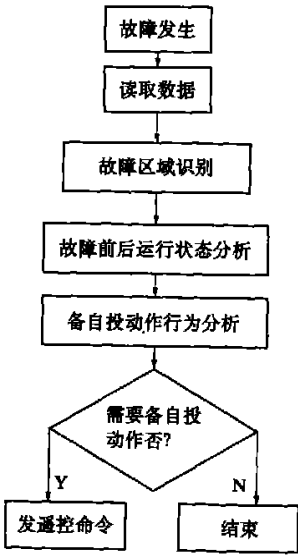 故障发生
读取数据
故障区域识别
故障前后运行状态分析
备自投动作行为分析
需要备自投
动作否?
Y
N
发遥控命令
结束